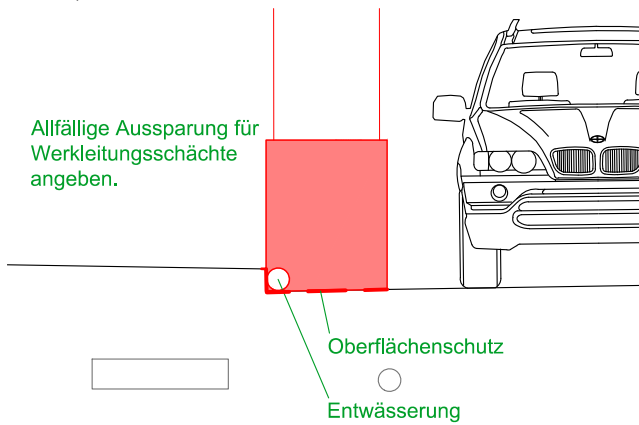 Allfällige Aussparung für
Werkleitungsschächte
angeben.
Oberflächenschutz
Entwässerung